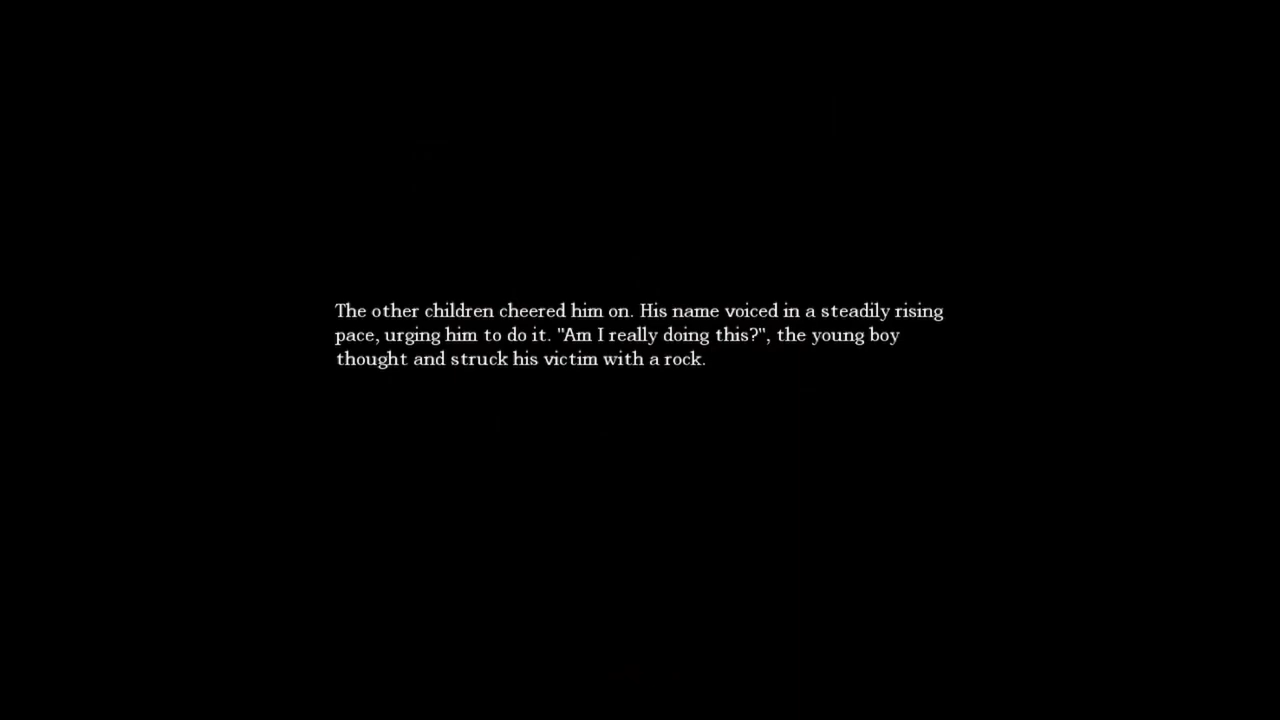 The other children cheered him on. His name voiced in a steadily rising
pace, urging him to do it. "Am I really doing this?", the young boy
thought and struck his victim with a rock.